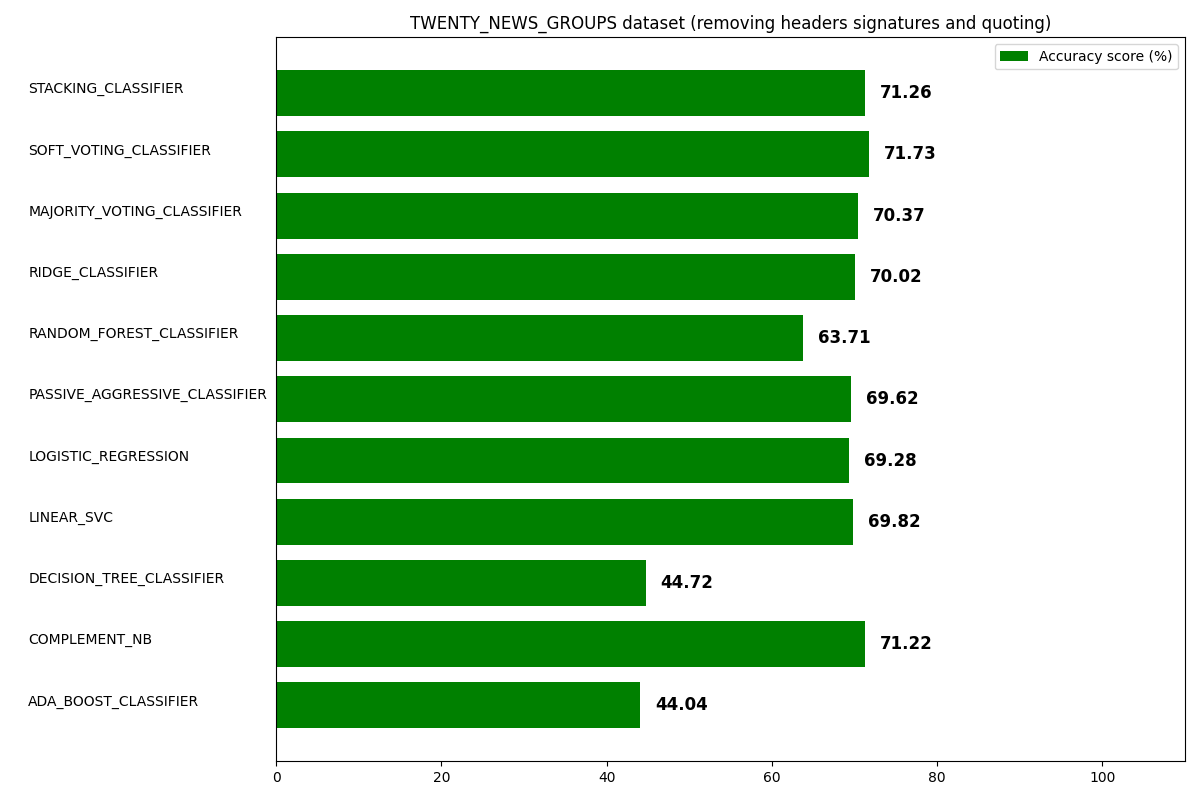 TWENTY_NEWS_GROUPS dataset (removing headers signatures and quoting)
Accuracy score (%)
STACKING_CLASSIFIER 71.26
SOFT_VOTING_CLASSIFIER 71.73
MAJORITY_VOTING_CLASSIFIER 70.37
RIDGE_CLASSIFIER 70.02
RANDOM_FOREST_CLASSIFIER 63.71
PASSIVE_AGGRESSIVE_CLASSIFIER 69.62
LOGISTIC_REGRESSION 69.28
LINEAR_SVC 69.82
DECISION_TREE_CLASSIFIER 44.72
COMPLEMENT_NB 71.22
ADA_BOOST_CLASSIFIER 44.04
0 20 40 60 80 100